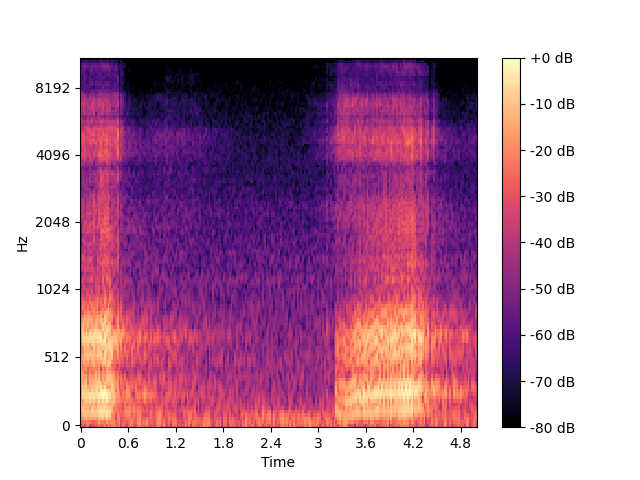 +0 dB
8192
-10 dB
4096
-20 dB
-30 dB
2048
Hz
-40 dB
1024
-50 dB
-60 dB
512
-70 dB
0
-80 dB
0 0.6 1.2 1.8 2.4 3 3.6 4.2 4.8
Time